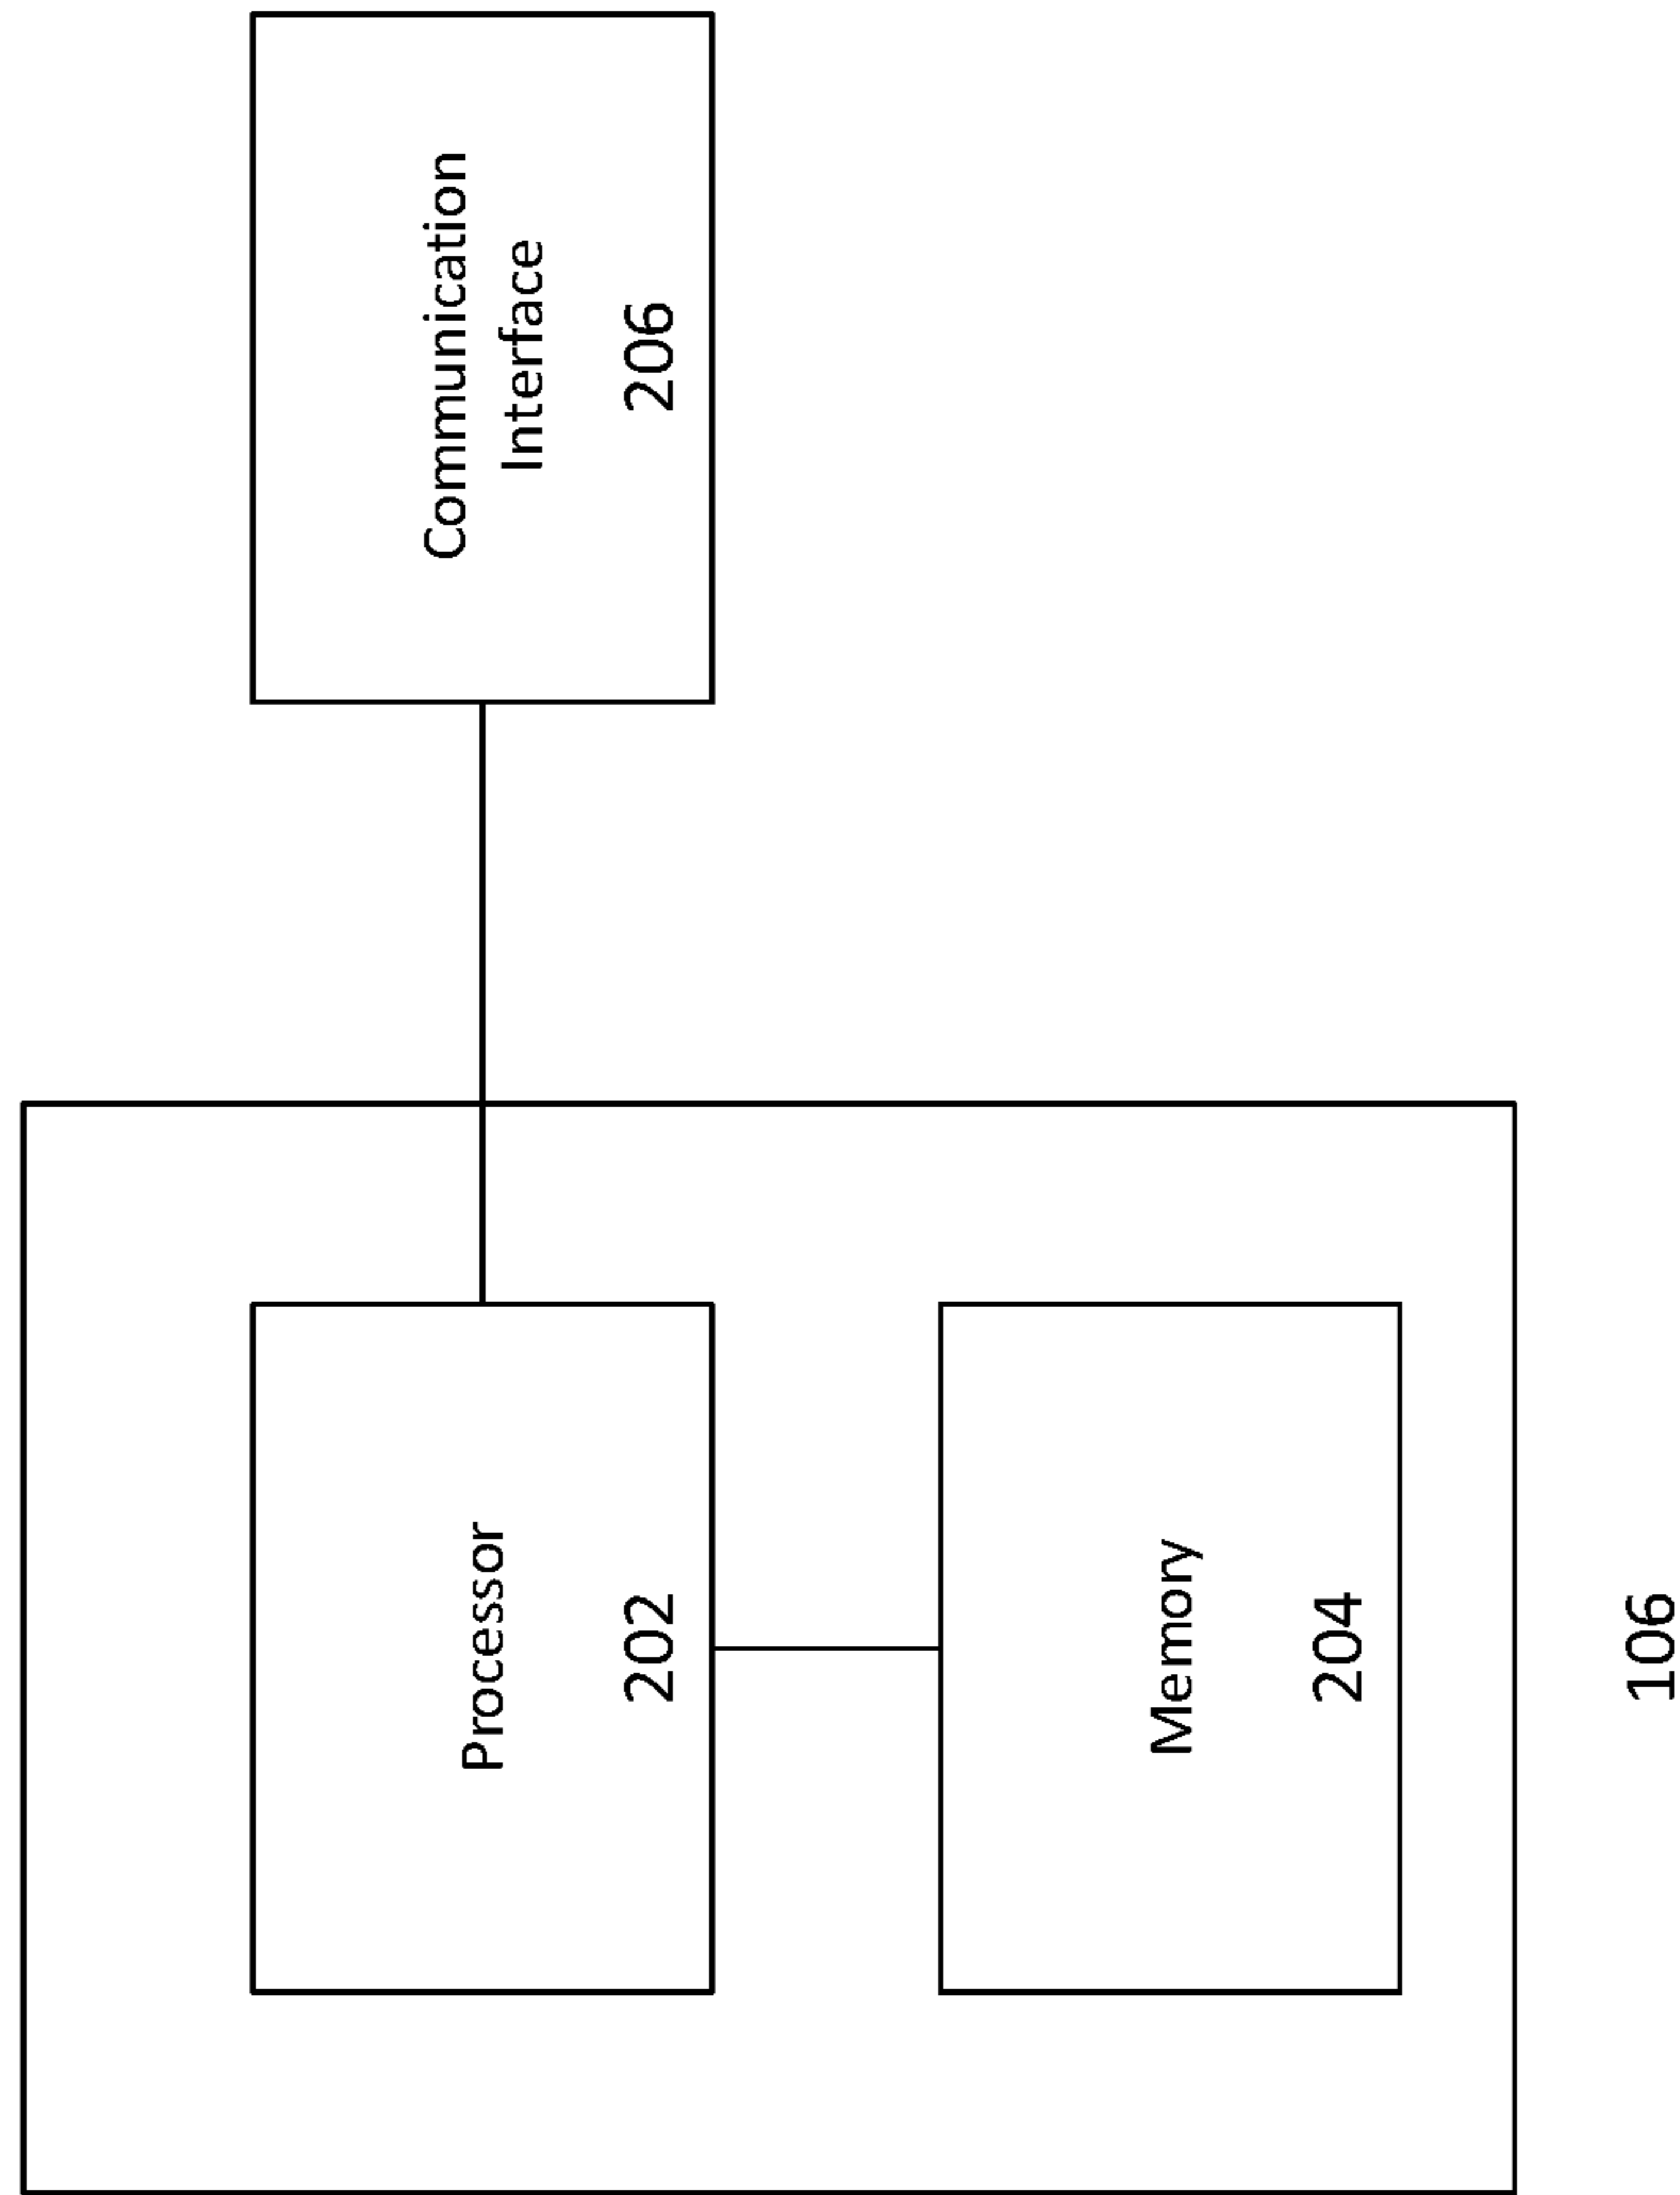 Processor
202
Communication
Interface
206
Memory
204
106